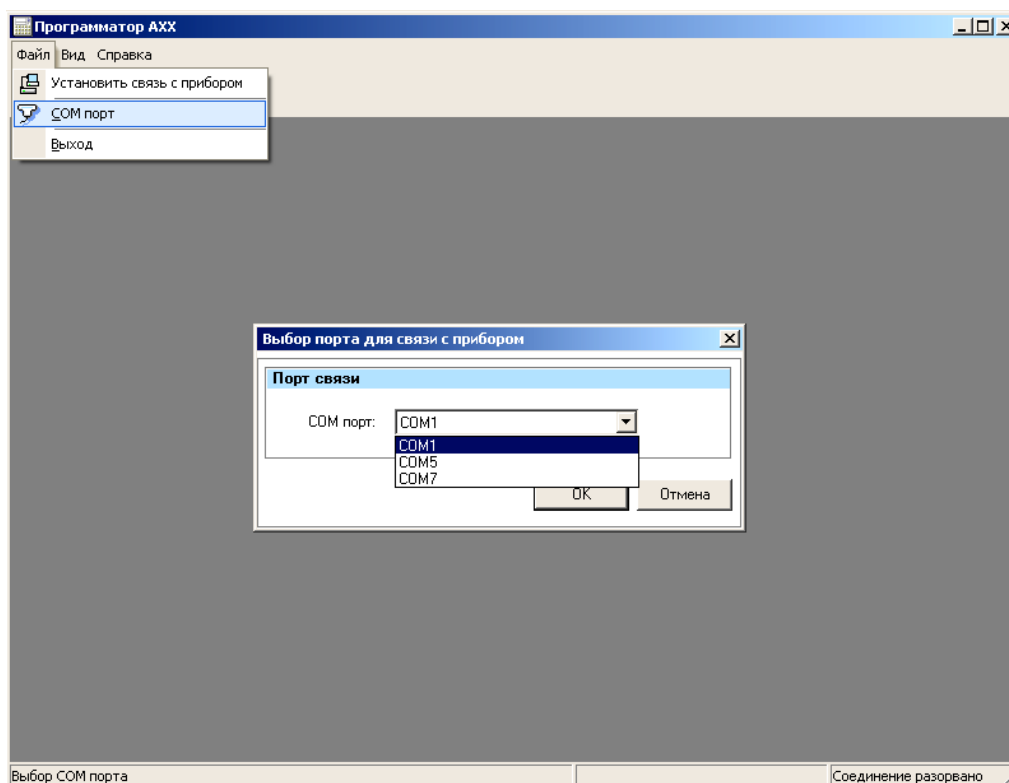 Программатор АХХ
Файл Вид Справка
Установить связь с прибором
COM порт
Выход
Выбор порта для связи с прибором
Порт связи
COM порт: COM1
COM1
COM5
COM7
OK Отмена
Выбор COM порта Соединение разорвано